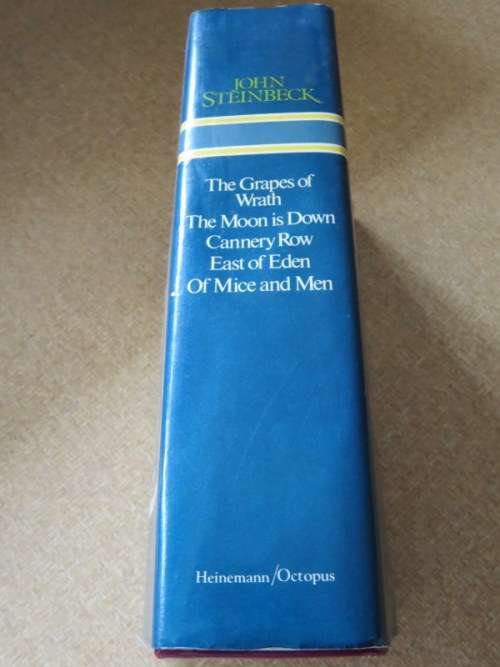 JOHN
STEINBECK
The Grapes of
Wrath
The Moon is Down
Cannery Row
East of Eden
Of Mice and Men
Heinemann/Octopus